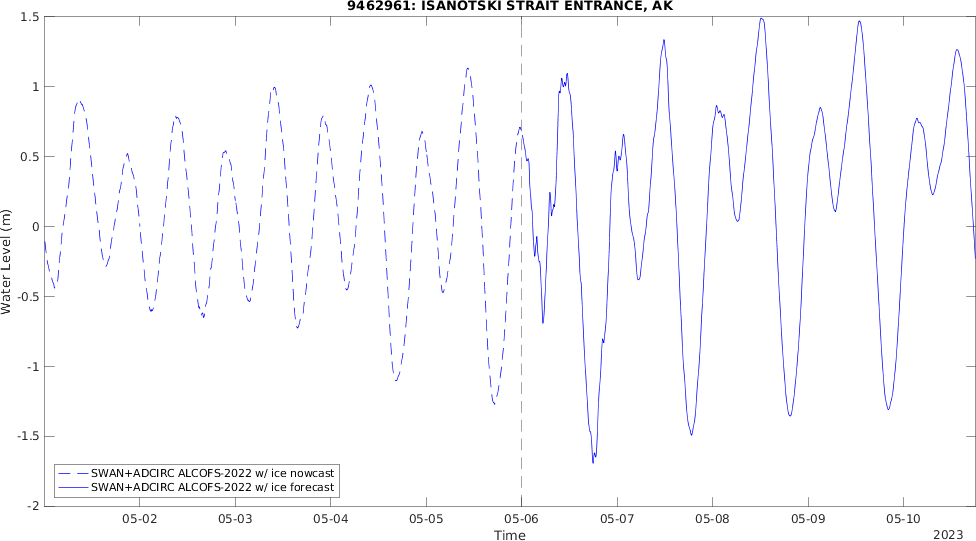 9462961: ISANOTSKI STRAIT ENTRANCE, AK
1.5
1
0.5
0
-0.5
-1
-1.5
-2
Water Level (m)
SWAN+ADCIRC ALCOFS-2022 w/ ice nowcast
SWAN+ADCIRC ALCOFS-2022 w/ ice forecast
05-02 05-03 05-04 05-05 05-06 05-07 05-08 05-09 05-10
Time
2023